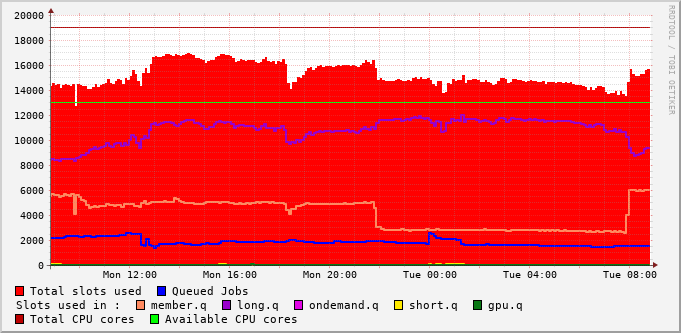 20000
18000
16000
14000
12000
10000
8000
6000
4000
2000
0
Mon 12:00 Mon 16:00 Mon 20:00 Tue 00:00 Tue 04:00 Tue 08:00
RRDTOOL / TOBI OETIKER
Total slots used Queued Jobs
Slots used in : member.q long.q ondemand.q short.q gpu.q
Total CPU cores Available CPU cores